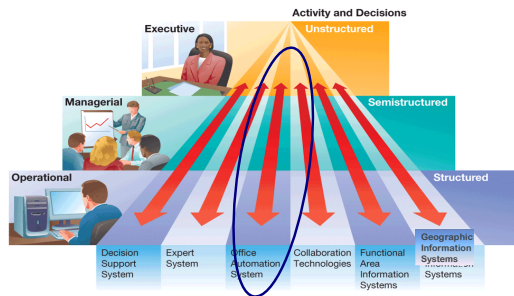 Activity and Decisions
Executive
Unstructured
Managerial
Semistructured
Operational
Structured
Decision
Support
System
Expert
System
Office
Automation
System
Collaboration
Technologies
Functional
Area
Information
Systems
Geographic
Information
Systems
Systems